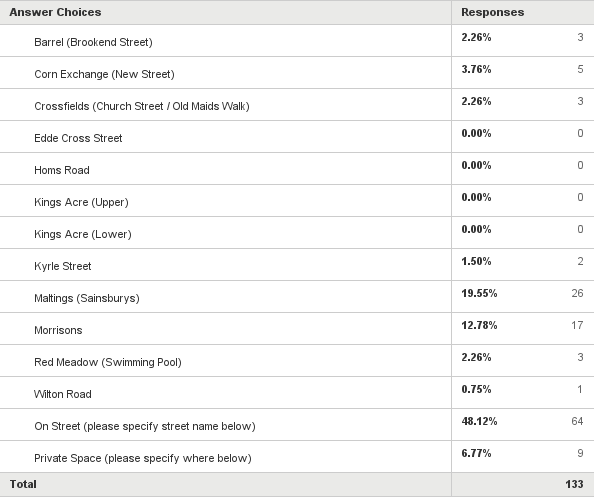 Answer Choices Responses
Barrel (Brookend Street) 2.26% 3
Corn Exchange (New Street) 3.76% 5
Crossfields (Church Street / Old Maids Walk) 2.26% 3
Edde Cross Street 0.00% 0
Homs Road 0.00% 0
Kings Acre (Upper) 0.00% 0
Kings Acre (Lower) 0.00% 0
Kyrle Street 1.50% 2
Maltings (Sainsburys) 19.55% 26
Morrisons 12.78% 17
Red Meadow (Swimming Pool) 2.26% 3
Wilton Road 0.75% 1
On Street (please specify street name below) 48.12% 64
Private Space (please specify where below) 6.77% 9
Total 133